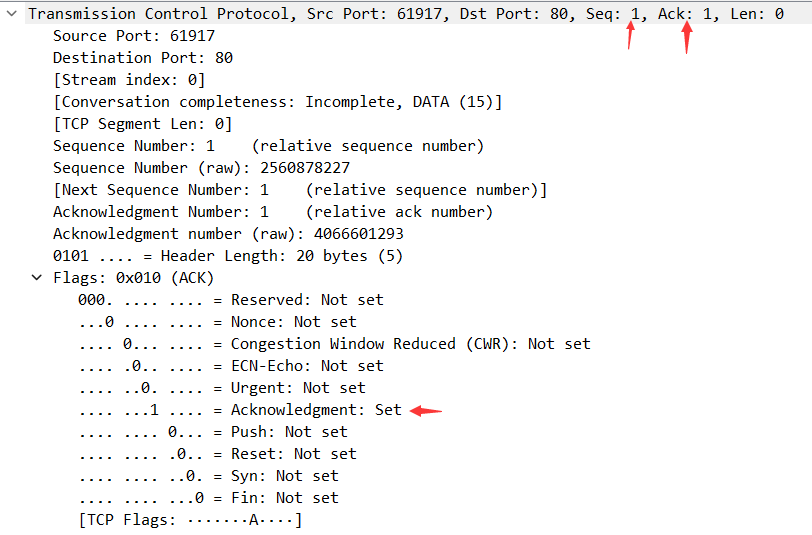 Transmission Control Protocol, Src Port: 61917, Dst Port: 80, Seq: 1, Ack: 1, Len: 0
Source Port: 61917
Destination Port: 80
[Stream index: 0]
[Conversation completeness: Incomplete, DATA (15)]
[TCP Segment Len: 0]
Sequence Number: 1    (relative sequence number)
Sequence Number (raw): 2560878227
[Next Sequence Number: 1    (relative sequence number)]
Acknowledgment Number: 1    (relative ack number)
Acknowledgment number (raw): 4066601293
0101 .... = Header Length: 20 bytes (5)
Flags: 0x010 (ACK)
000. .... .... = Reserved: Not set
...0 .... .... = Nonce: Not set
.... 0... .... = Congestion Window Reduced (CWR): Not set
.... .0.. .... = ECN-Echo: Not set
.... ..0. .... = Urgent: Not set
.... ...1 .... = Acknowledgment: Set
.... .... 0... = Push: Not set
.... .... .0.. = Reset: Not set
.... .... ..0. = Syn: Not set
.... .... ...0 = Fin: Not set
[TCP Flags: ·······A····]